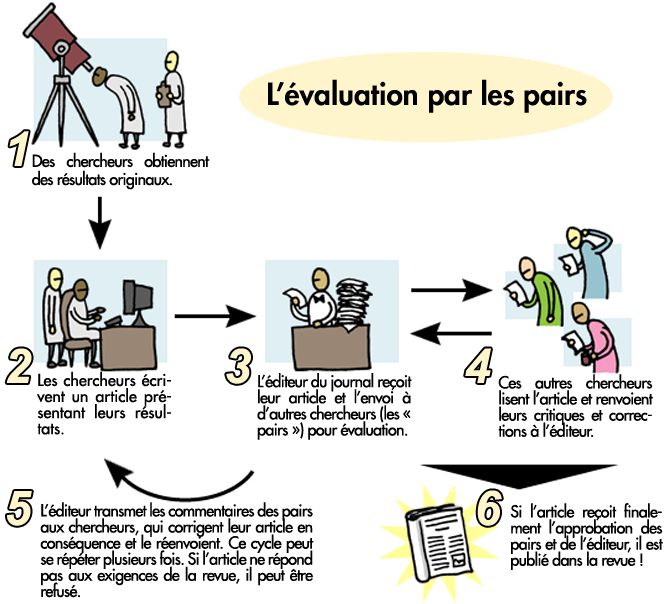 L'évaluation par les pairs
1
Des chercheurs obtiennent
des résultats originaux.
2
Les chercheurs écri-
vent un article pré-
sentant leurs résul-
tats.
3
L'éditeur du journal reçoit
leur article et l'envoi à
d'autres chercheurs (les «
pairs ») pour évaluation.
4
Ces autres chercheurs
lisent l'article et renvoient
leurs critiques et correc-
tions à l'éditeur.
5
L'éditeur transmet les commentaires des pairs
aux chercheurs, qui corrigent leur article en
conséquence et le réenvoient. Ce cycle peut
se répéter plusieurs fois. Si l'article ne répond
pas aux exigences de la revue, il peut être
refusé.
6
Si l'article reçoit finale-
ment l'approbation des
pairs et de l'éditeur, il est
publié dans la revue !